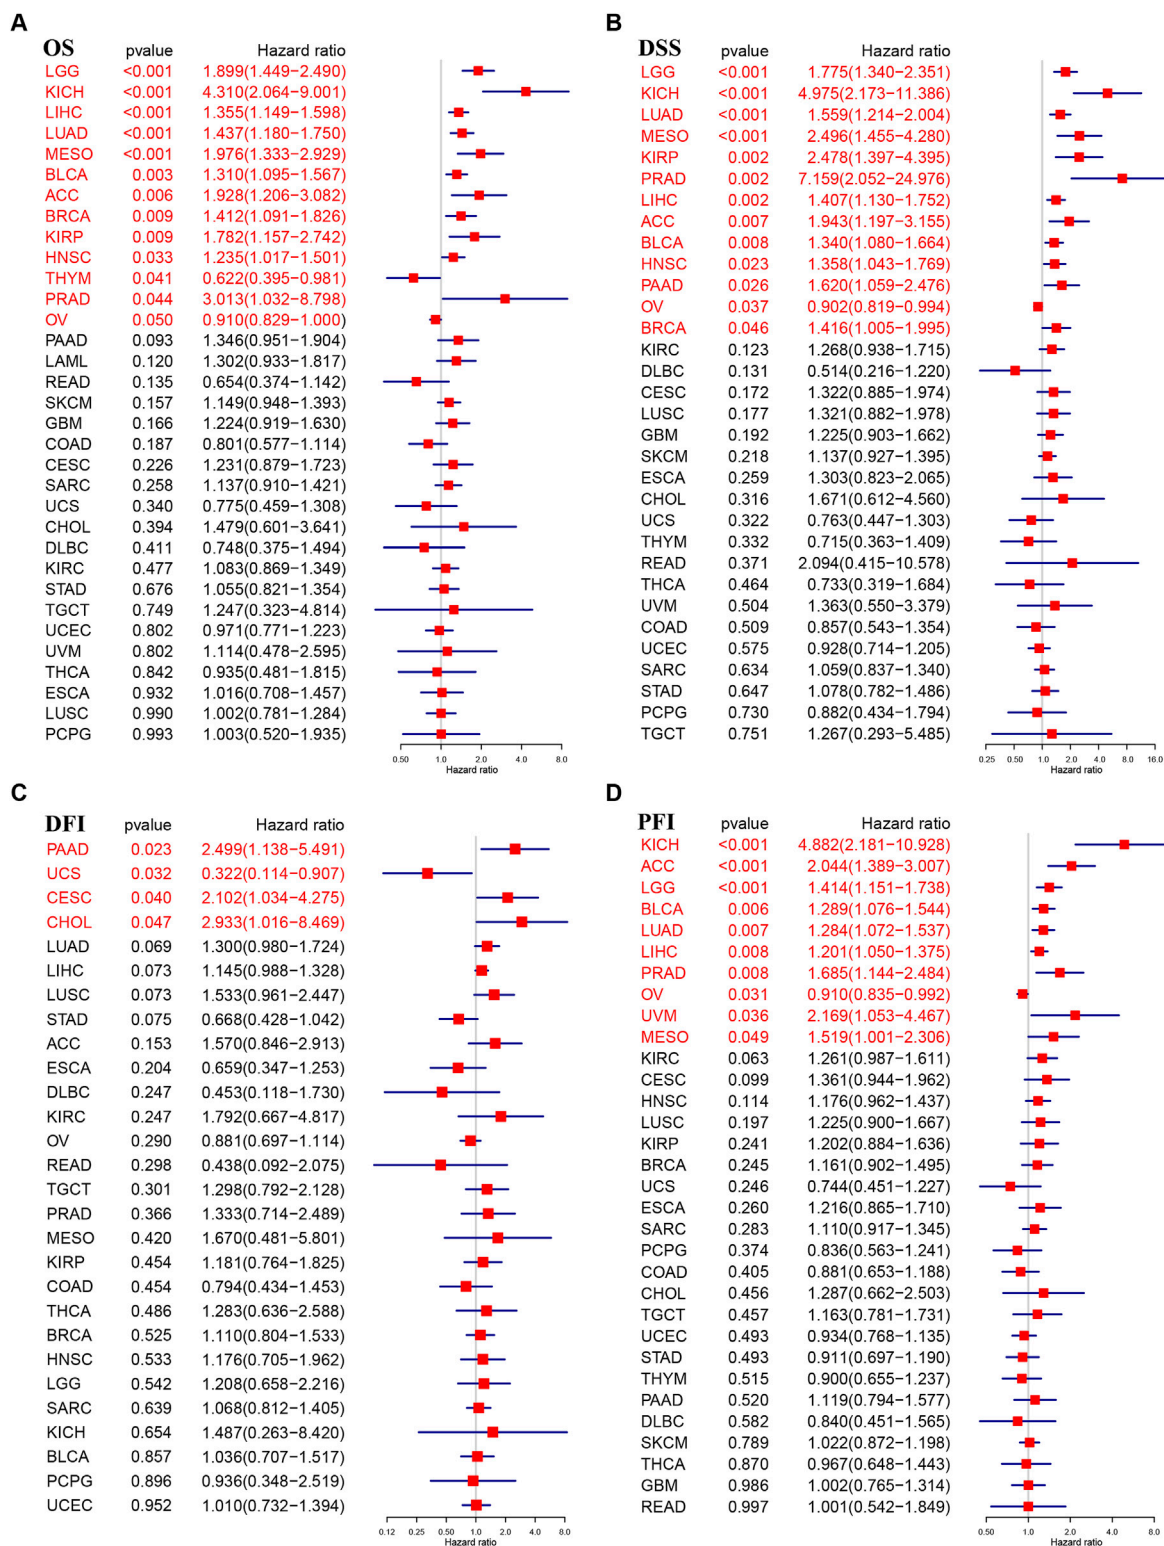 A
OS pvalue Hazard ratio
LGG <0.001 1.899(1.449−2.490)
KICH <0.001 4.310(2.064−9.001)
LIHC <0.001 1.355(1.149−1.598)
LUAD <0.001 1.437(1.180−1.750)
MESO <0.001 1.976(1.333−2.929)
BLCA 0.003 1.310(1.095−1.567)
ACC 0.006 1.928(1.206−3.082)
BRCA 0.009 1.412(1.091−1.826)
KIRP 0.009 1.782(1.157−2.742)
HNSC 0.033 1.235(1.017−1.501)
THYM 0.041 0.622(0.395−0.981)
PRAD 0.044 3.013(1.032−8.798)
OV 0.050 0.910(0.829−1.000)
PAAD 0.093 1.346(0.951−1.904)
LAML 0.120 1.302(0.933−1.817)
READ 0.135 0.654(0.374−1.142)
SKCM 0.157 1.149(0.948−1.393)
GBM 0.166 1.224(0.919−1.630)
COAD 0.187 0.801(0.577−1.114)
CESC 0.226 1.231(0.879−1.723)
SARC 0.258 1.137(0.910−1.421)
UCS 0.340 0.775(0.459−1.308)
CHOL 0.394 1.479(0.601−3.641)
DLBC 0.411 0.748(0.375−1.494)
KIRC 0.477 1.083(0.869−1.349)
STAD 0.676 1.055(0.821−1.354)
TGCT 0.749 1.247(0.323−4.814)
UCEC 0.802 0.971(0.771−1.223)
UVM 0.802 1.114(0.478−2.595)
THCA 0.842 0.935(0.481−1.815)
ESCA 0.932 1.016(0.708−1.457)
LUSC 0.990 1.002(0.781−1.284)
PCPG 0.993 1.003(0.520−1.935)
0.50 1.0 2.0 4.0 8.0
Hazard ratio
B
DSS pvalue Hazard ratio
LGG <0.001 1.775(1.340−2.351)
KICH <0.001 4.975(2.173−11.386)
LUAD <0.001 1.559(1.214−2.004)
MESO <0.001 2.496(1.455−4.280)
KIRP 0.002 2.478(1.397−4.395)
PRAD 0.002 7.159(2.052−24.976)
LIHC 0.002 1.407(1.130−1.752)
ACC 0.007 1.943(1.197−3.155)
BLCA 0.008 1.340(1.080−1.664)
HNSC 0.023 1.358(1.043−1.769)
PAAD 0.026 1.620(1.059−2.476)
OV 0.037 0.902(0.819−0.994)
BRCA 0.046 1.416(1.005−1.995)
KIRC 0.123 1.268(0.938−1.715)
DLBC 0.131 0.514(0.216−1.220)
CESC 0.172 1.322(0.885−1.974)
LUSC 0.177 1.321(0.882−1.978)
GBM 0.192 1.225(0.903−1.662)
SKCM 0.218 1.137(0.927−1.395)
ESCA 0.259 1.303(0.823−2.065)
CHOL 0.316 1.671(0.612−4.560)
UCS 0.322 0.763(0.447−1.303)
THYM 0.332 0.715(0.363−1.409)
READ 0.371 2.094(0.415−10.578)
THCA 0.464 0.733(0.319−1.684)
UVM 0.504 1.363(0.550−3.379)
COAD 0.509 0.857(0.543−1.354)
UCEC 0.575 0.928(0.714−1.205)
SARC 0.634 1.059(0.837−1.340)
STAD 0.647 1.078(0.782−1.486)
PCPG 0.730 0.882(0.434−1.794)
TGCT 0.751 1.267(0.293−5.485)
0.25 0.50 1.0 2.0 4.0 8.0 16.0
Hazard ratio
C
DFI pvalue Hazard ratio
PAAD 0.023 2.499(1.138−5.491)
UCS 0.032 0.322(0.114−0.907)
CESC 0.040 2.102(1.034−4.275)
CHOL 0.047 2.933(1.016−8.469)
LUAD 0.069 1.300(0.980−1.724)
LIHC 0.073 1.145(0.988−1.328)
LUSC 0.073 1.533(0.961−2.447)
STAD 0.075 0.668(0.428−1.042)
ACC 0.153 1.570(0.846−2.913)
ESCA 0.204 0.659(0.347−1.253)
DLBC 0.247 0.453(0.118−1.730)
KIRC 0.247 1.792(0.667−4.817)
OV 0.290 0.881(0.697−1.114)
READ 0.298 0.438(0.092−2.075)
TGCT 0.301 1.298(0.792−2.128)
PRAD 0.366 1.333(0.714−2.489)
MESO 0.420 1.670(0.481−5.801)
KIRP 0.454 1.181(0.764−1.825)
COAD 0.454 0.794(0.434−1.453)
THCA 0.486 1.283(0.636−2.588)
BRCA 0.525 1.110(0.804−1.533)
HNSC 0.533 1.176(0.705−1.962)
LGG 0.542 1.208(0.658−2.216)
SARC 0.639 1.068(0.812−1.405)
KICH 0.654 1.487(0.263−8.420)
BLCA 0.857 1.036(0.707−1.517)
PCPG 0.896 0.936(0.348−2.519)
UCEC 0.952 1.010(0.732−1.394)
0.12 0.25 0.50 1.0 2.0 4.0 8.0
Hazard ratio
D
PFI pvalue Hazard ratio
KICH <0.001 4.882(2.181−10.928)
ACC <0.001 2.044(1.389−3.007)
LGG <0.001 1.414(1.151−1.738)
BLCA 0.006 1.289(1.076−1.544)
LUAD 0.007 1.284(1.072−1.537)
LIHC 0.008 1.201(1.050−1.375)
PRAD 0.008 1.685(1.144−2.484)
OV 0.031 0.910(0.835−0.992)
UVM 0.036 2.169(1.053−4.467)
MESO 0.049 1.519(1.001−2.306)
KIRC 0.063 1.261(0.987−1.611)
CESC 0.099 1.361(0.944−1.962)
HNSC 0.114 1.176(0.962−1.437)
LUSC 0.197 1.225(0.900−1.667)
KIRP 0.241 1.202(0.884−1.636)
BRCA 0.245 1.161(0.902−1.495)
UCS 0.246 0.744(0.451−1.227)
ESCA 0.260 1.216(0.865−1.710)
SARC 0.283 1.110(0.917−1.345)
PCPG 0.374 0.836(0.563−1.241)
COAD 0.405 0.881(0.653−1.188)
CHOL 0.456 1.287(0.662−2.503)
TGCT 0.457 1.163(0.781−1.731)
UCEC 0.493 0.934(0.768−1.135)
STAD 0.493 0.911(0.697−1.190)
THYM 0.515 0.900(0.655−1.237)
PAAD 0.520 1.119(0.794−1.577)
DLBC 0.582 0.840(0.451−1.565)
SKCM 0.789 1.022(0.872−1.198)
THCA 0.870 0.967(0.648−1.443)
GBM 0.986 1.002(0.765−1.314)
READ 0.997 1.001(0.542−1.849)
0.50 1.0 2.0 4.0 8.0
Hazard ratio